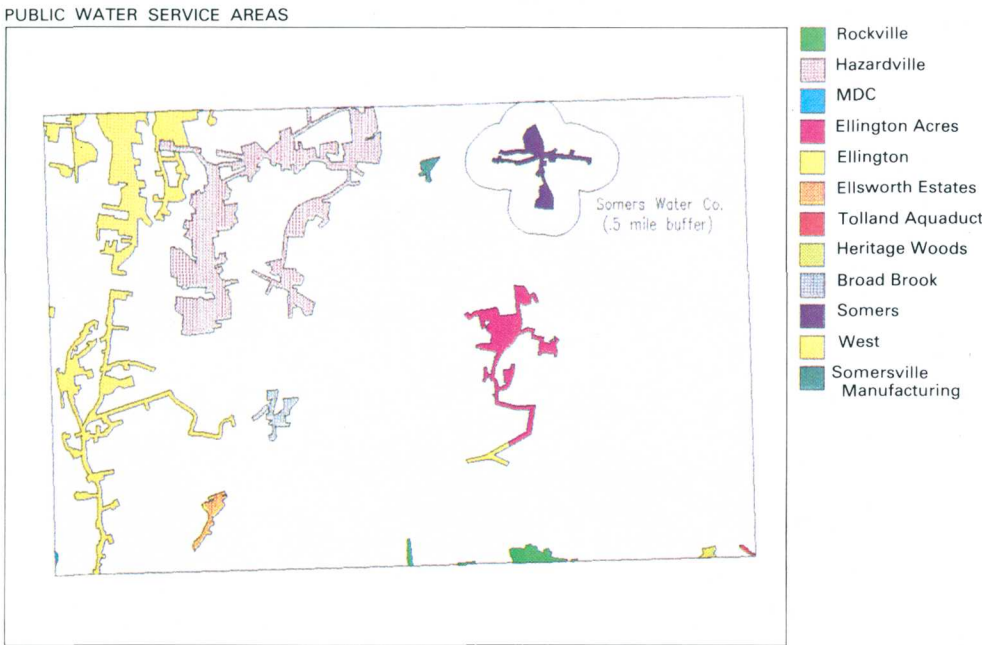 PUBLIC WATER SERVICE AREAS
Rockville
Hazardville
MDC
Ellington Acres
Ellington
Ellsworth Estates
Tolland Aquaduct
Heritage Woods
Broad Brook
Somers
West
Somersville
Manufacturing
Somers Water Co.
(.5 mile buffer)